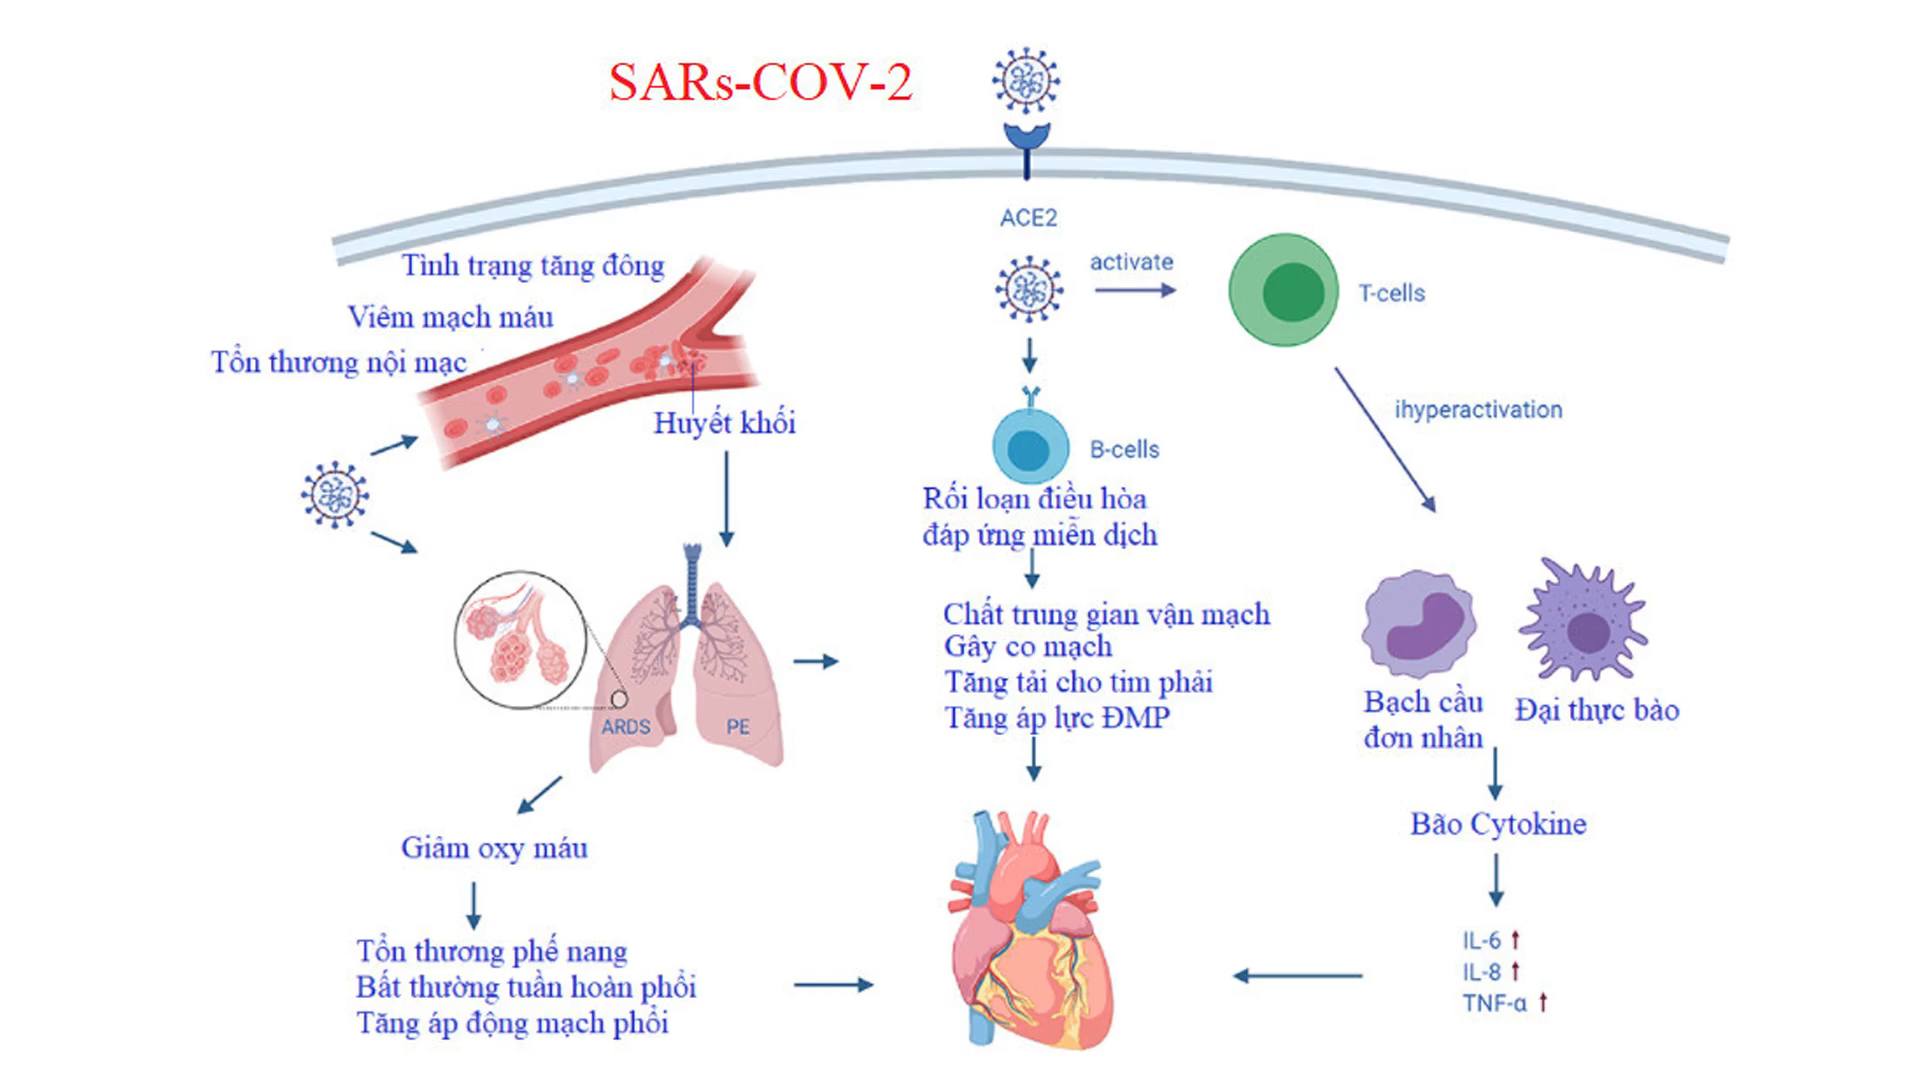 SARs-COV-2
ACE2
Tình trạng tăng đông
Viêm mạch máu
Tổn thương nội mạc
Huyết khối
activate
T-cells
ihyperactivation
B-cells
Rối loạn điều hòa
đáp ứng miễn dịch
Chất trung gian vận mạch
Gây co mạch
Tăng tải cho tim phải
Tăng áp lực ĐMP
ARDS
PE
Bạch cầu
đơn nhân
Đại thực bào
Giảm oxy máu
Bão Cytokine
Tổn thương phế nang
Bất thường tuần hoàn phổi
Tăng áp động mạch phổi
IL-6 ↑
IL-8 ↑
TNF-α ↑